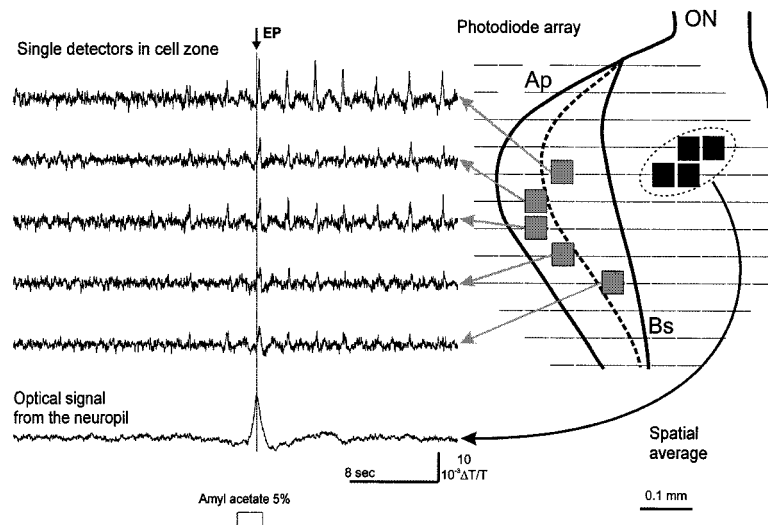 EP
Single detectors in cell zone
Photodiode array
ON
Ap
Bs
Optical signal
from the neuropil
8 sec
10
10⁻³ΔT/T
Spatial
average
Amyl acetate 5%
0.1 mm